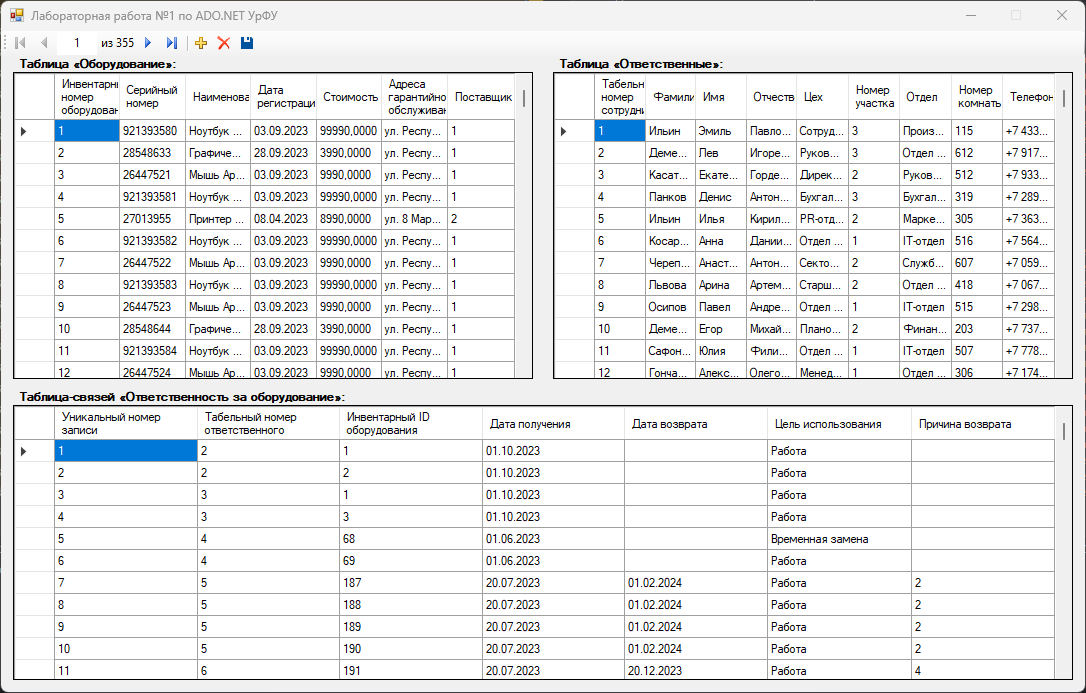 Лабораторная работа №1 по ADO.NET УрФУ
1 из 355
Таблица «Оборудование»:
Инвентарн номер оборудован Серийный номер Наименова Дата регистраци Стоимость Адреса гарантийно обслуживан Поставщик
1 921393580 Ноутбук ... 03.09.2023 99990,0000 ул. Респу... 1
2 28548633 Графиче... 28.09.2023 3990,0000 ул. Респу... 1
3 26447521 Мышь Ар... 03.09.2023 9990,0000 ул. Респу... 1
4 921393581 Ноутбук ... 03.09.2023 99990,0000 ул. Респу... 1
5 27013955 Принтер ... 08.04.2023 8990,0000 ул. 8 Мар... 2
6 921393582 Ноутбук ... 03.09.2023 99990,0000 ул. Респу... 1
7 26447522 Мышь Ар... 03.09.2023 9990,0000 ул. Респу... 1
8 921393583 Ноутбук ... 03.09.2023 99990,0000 ул. Респу... 1
9 26447523 Мышь Ар... 03.09.2023 9990,0000 ул. Респу... 1
10 28548644 Графиче... 28.09.2023 3990,0000 ул. Респу... 1
11 921393584 Ноутбук ... 03.09.2023 99990,0000 ул. Респу... 1
12 26447524 Мышь Ар... 03.09.2023 9990,0000 ул. Респу... 1
Таблица «Ответственные»:
Табельн номер сотрудни Фамили Имя Отчеств Цех Номер участка Отдел Номер комнать Телефон
1 Ильин Эмиль Павло... Сотруд... 3 Произ... 115 +7 433...
2 Деме... Лев Игоре... Руков... 3 Отдел ... 612 +7 917...
3 Касат... Екате... Горде... Дирек... 2 Руков... 512 +7 933...
4 Панков Денис Антон... Бухгал... 3 Бухгал... 319 +7 289...
5 Ильин Илья Кирил... PR-отд... 2 Марке... 305 +7 363...
6 Косар... Анна Дании... Отдел ... 1 IT-отдел 516 +7 564...
7 Череп... Анаст... Антон... Секто... 2 Служб... 607 +7 059...
8 Львова Арина Артем... Старш... 2 Отдел ... 418 +7 067...
9 Осипов Павел Андре... Отдел ... 1 IT-отдел 515 +7 298...
10 Деме... Егор Михай... Плано... 2 Финан... 203 +7 737...
11 Сафон... Юлия Фили... Отдел ... 1 IT-отдел 507 +7 778...
12 Гонча... Алекс... Олего... Менед... 1 Отдел ... 306 +7 174...
Таблица-связей «Ответственность за оборудование»:
Уникальный номер записи Табельный номер ответственного Инвентарный ID оборудования Дата получения Дата возврата Цель использования Причина возврата
1 2 1 01.10.2023 Работа
2 2 2 01.10.2023 Работа
3 3 1 01.10.2023 Работа
4 3 3 01.10.2023 Работа
5 4 68 01.06.2023 Временная замена
6 4 69 01.06.2023 Работа
7 5 187 20.07.2023 01.02.2024 Работа 2
8 5 188 20.07.2023 01.02.2024 Работа 2
9 5 189 20.07.2023 01.02.2024 Работа 2
10 5 190 20.07.2023 01.02.2024 Работа 2
11 6 191 20.07.2023 20.12.2023 Работа 4